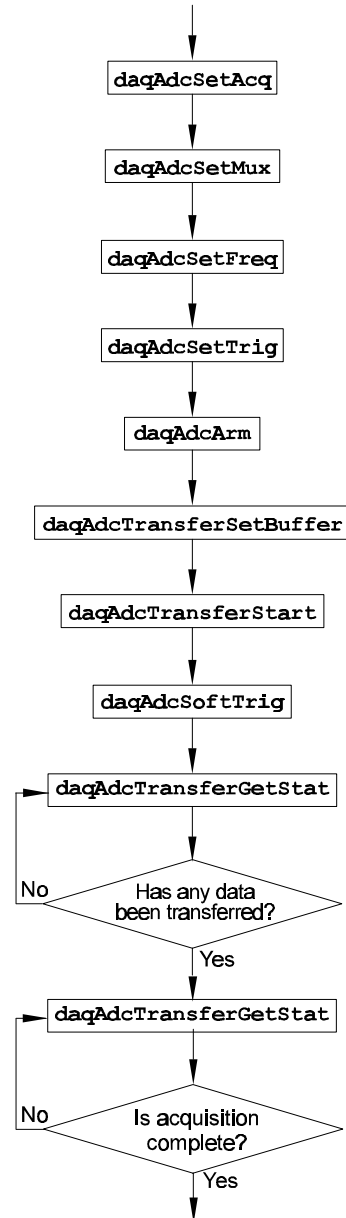 daqAdcSetAcq
daqAdcSetMux
daqAdcSetFreq
daqAdcSetTrig
daqAdcArm
daqAdcTransferSetBuffer
daqAdcTransferStart
daqAdcSoftTrig
daqAdcTransferGetStat
No
Has any data
been transferred?
Yes
daqAdcTransferGetStat
No
Is acquisition
complete?
Yes